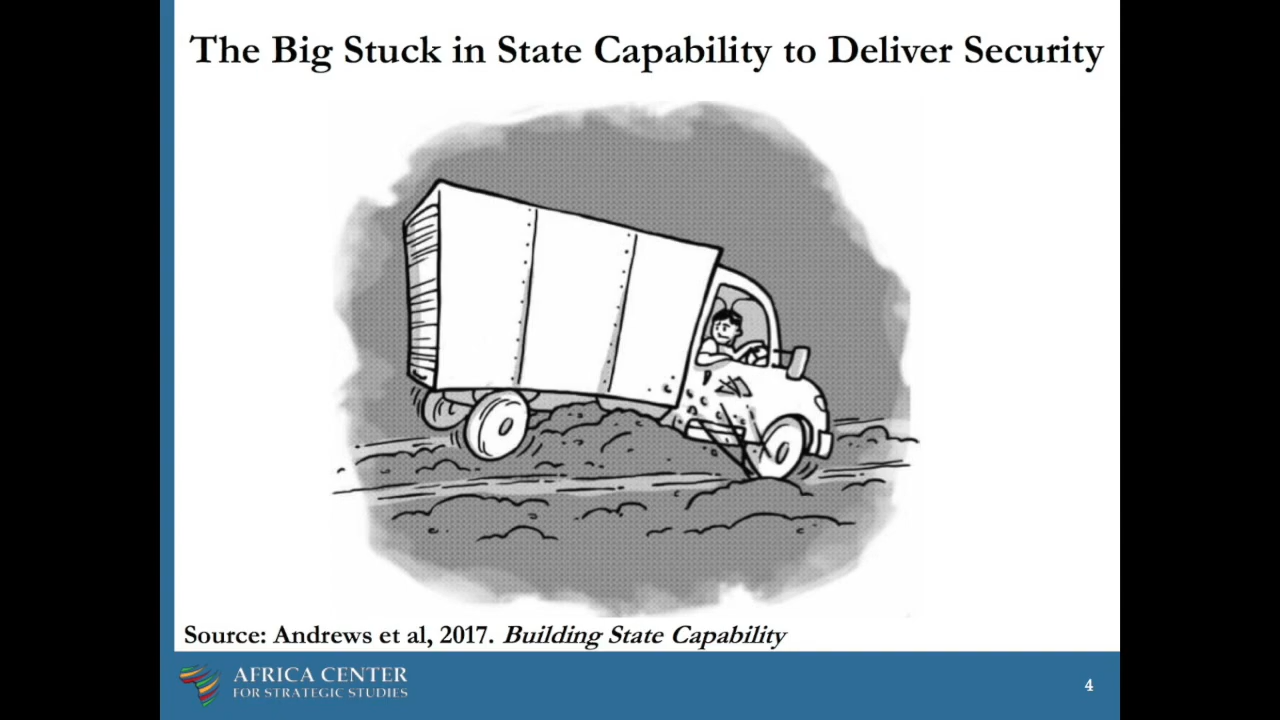 The Big Stuck in State Capability to Deliver Security
Source: Andrews et al, 2017. Building State Capability
AFRICA CENTER
FOR STRATEGIC STUDIES
4